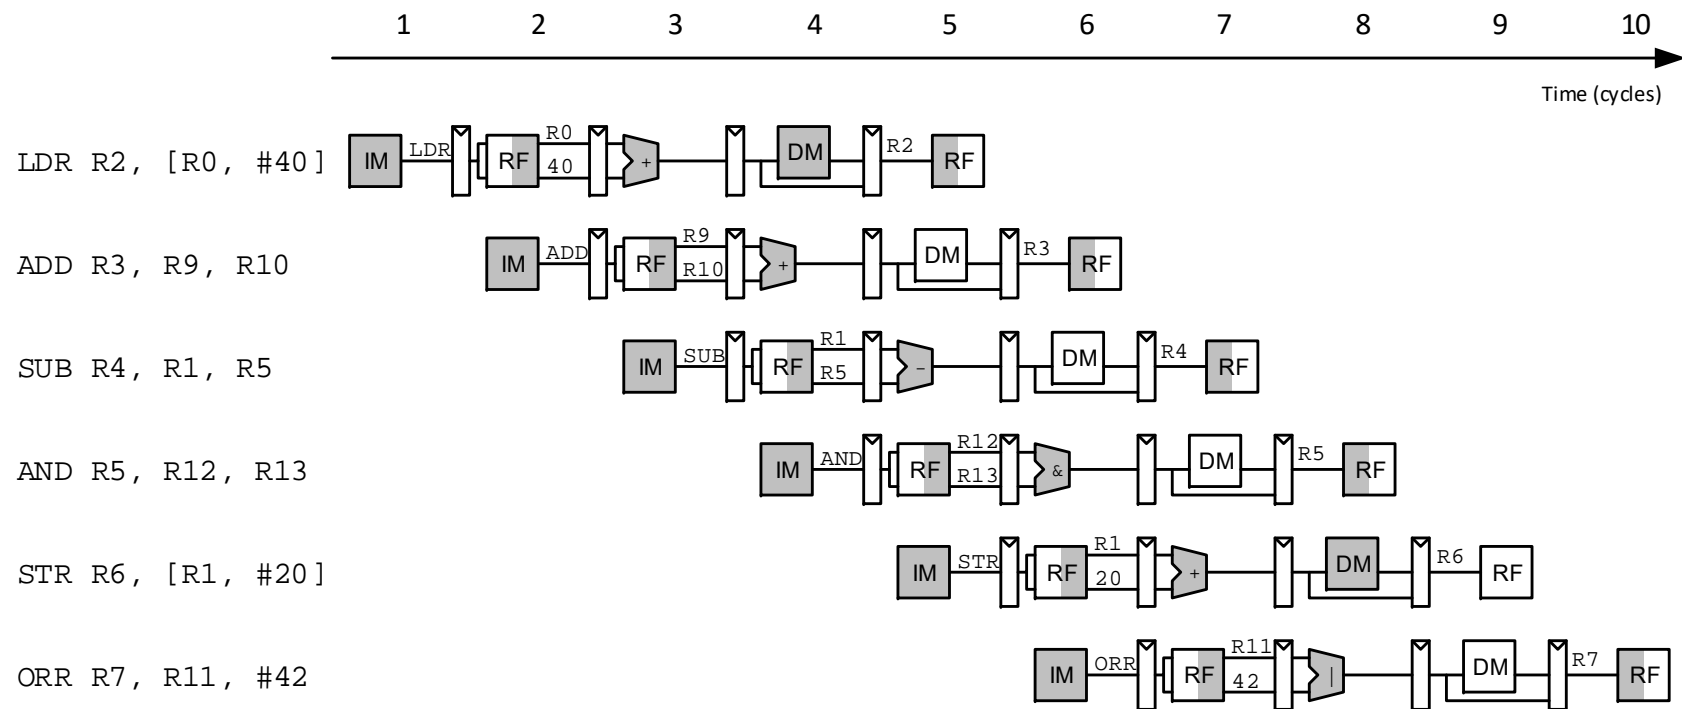 1 2 3 4 5 6 7 8 9 10
Time (cycles)
LDR R2, [R0, #40] IM LDR RF R0 40 + DM R2 RF
ADD R3, R9, R10 IM ADD RF R9 R10 + DM R3 RF
SUB R4, R1, R5 IM SUB RF R1 R5 - DM R4 RF
AND R5, R12, R13 IM AND RF R12 R13 & DM R5 RF
STR R6, [R1, #20] IM STR RF R1 20 + DM R6 RF
ORR R7, R11, #42 IM ORR RF R11 42 | DM R7 RF